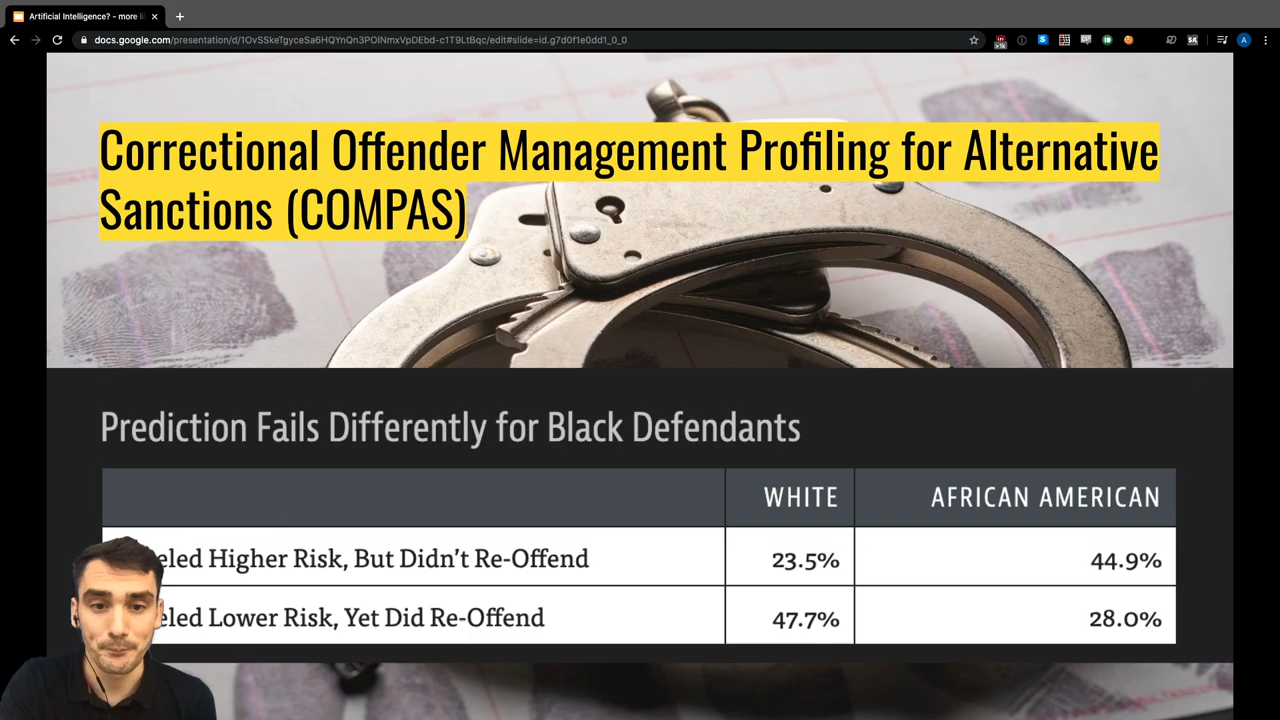 Artificial Intelligence? - more
docs.google.com/presentation/d/1OvSSkeTgyceSa6HQYnQn3POlNmxVpDEbd-c1T9LtBqc/edit#slide=id.g7d0f1e0dd1_0_0
>1k
A
Correctional Offender Management Profiling for Alternative
Sanctions (COMPAS)
Prediction Fails Differently for Black Defendants
WHITE AFRICAN AMERICAN
eled Higher Risk, But Didn't Re-Offend 23.5% 44.9%
eled Lower Risk, Yet Did Re-Offend 47.7% 28.0%